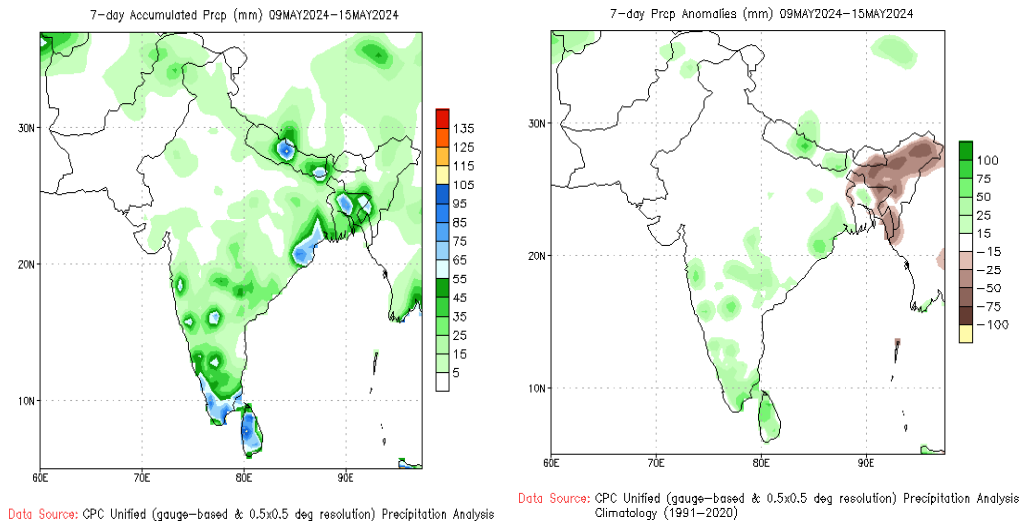 7-day Accumulated Prcp (mm) 09MAY2024-15MAY2024
30N
20N
10N
60E 70E 80E 90E
135
125
115
105
95
85
75
65
55
45
35
25
15
5
Data Source: CPC Unified (gauge-based & 0.5x0.5 deg resolution) Precipitation Analysis
7-day Prcp Anomalies (mm) 09MAY2024-15MAY2024
30N
20N
10N
60E 70E 80E 90E
100
75
50
25
15
-15
-25
-50
-75
-100
Data Source: CPC Unified (gauge-based & 0.5x0.5 deg resolution) Precipitation Analysis
Climatology (1991-2020)